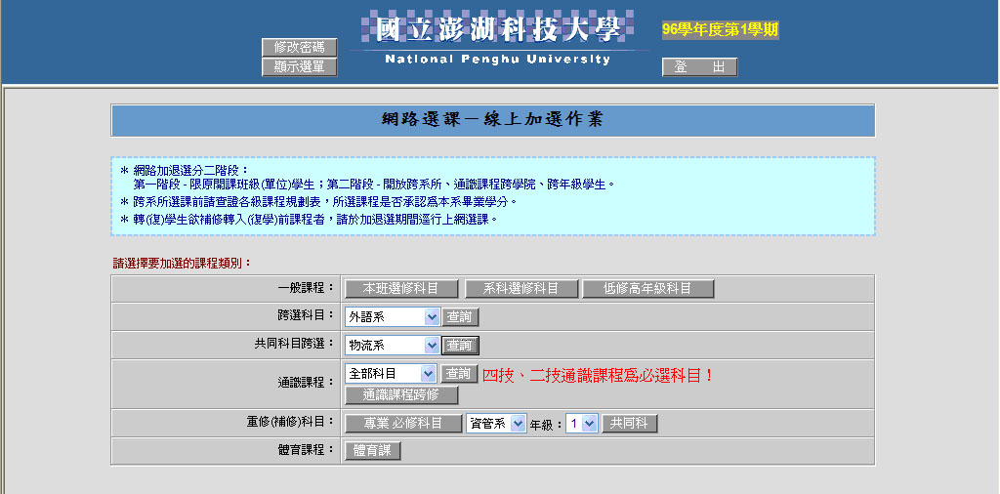 國立澎湖科技大學
National Penghu University
96學年度第1學期
修改密碼
顯示選單
登 出
網路選課－線上加選作業
＊ 網路加退選分二階段：
第一階段 - 限原開課班級(單位)學生；第二階段 - 開放跨系所、通識課程跨學院、跨年級學生。
＊ 跨系所選課前請查證各級課程規劃表，所選課程是否承認為本系畢業學分。
＊ 轉(復)學生欲補修轉入(復學)前課程者，請於加退選期間逕行上網選課。
請選擇要加選的課程類別：
一般課程： 本班選修科目 系科選修科目 低修高年級科目
跨選科目： 外語系 查詢
共同科目跨選： 物流系 查詢
通識課程： 全部科目 查詢 四技、二技通識課程為必選科目！
通識課程跨修
重修(補修)科目： 專業 必修科目 資管系 年級：1 共同科
體育課程： 體育課